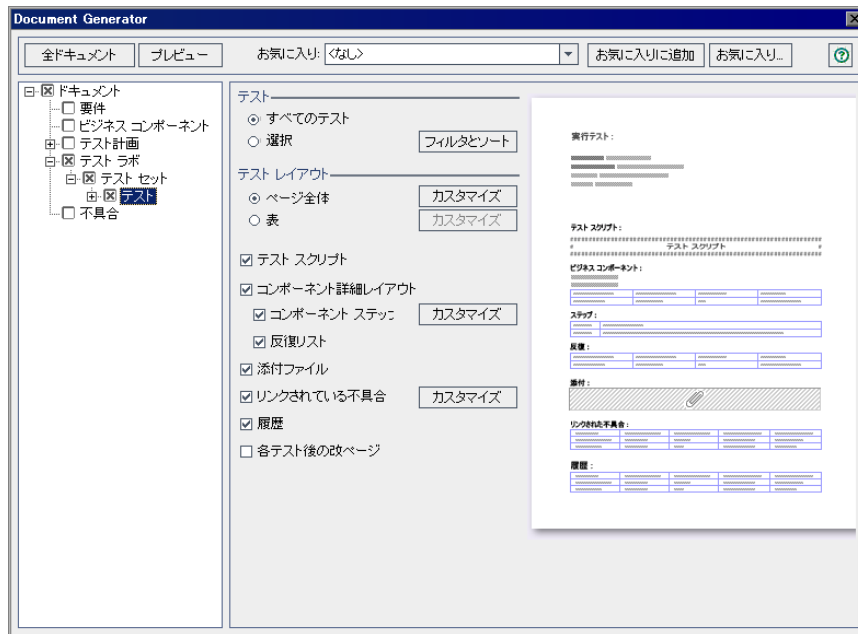 Document Generator
全ドキュメント プレビュー お気に入り: <なし> お気に入りに追加 お気に入り...
ドキュメント
要件
ビジネス コンポーネント
テスト計画
テスト ラボ
テスト セット
テスト
不具合
テスト
すべてのテスト
選択 フィルタとソート
テスト レイアウト
ページ全体 カスタマイズ
表 カスタマイズ
テスト スクリプト
コンポーネント詳細レイアウト
コンポーネント ステップ カスタマイズ
反復リスト
添付ファイル
リンクされている不具合 カスタマイズ
履歴
各テスト後の改ページ
実行テスト:
テスト スクリプト:
テスト スクリプト
ビジネス コンポーネント:
ステップ:
反復:
添付:
リンクされた不具合:
履歴: